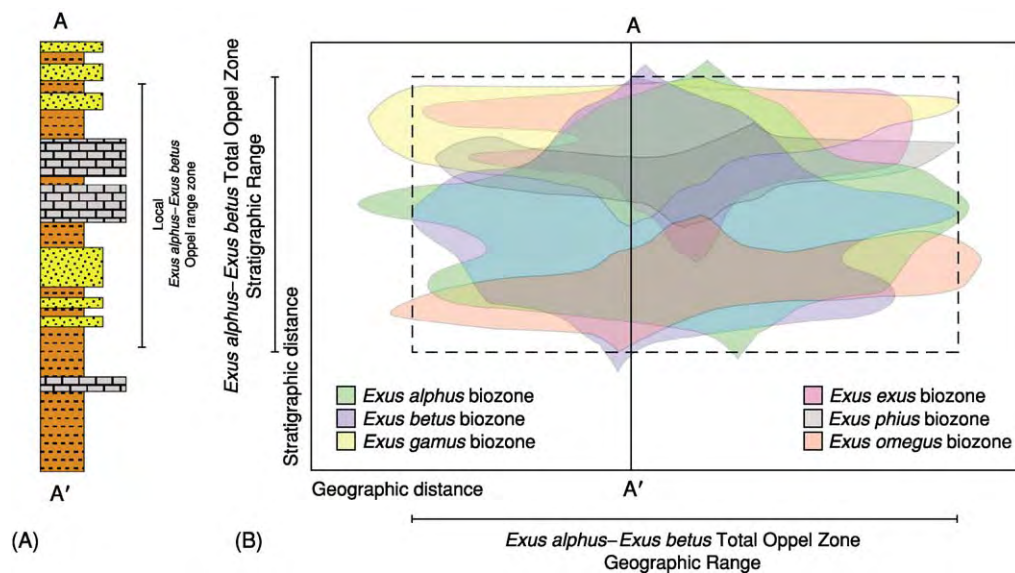 A
Local
Exus alphus–Exus betus
Oppel range zone
A′
(A)
Exus alphus–Exus betus Total Oppel Zone
Stratigraphic Range
Stratigraphic distance
A
Exus alphus biozone
Exus betus biozone
Exus gamus biozone
Exus exus biozone
Exus phius biozone
Exus omegus biozone
Geographic distance
A′
(B)
Exus alphus–Exus betus Total Oppel Zone
Geographic Range